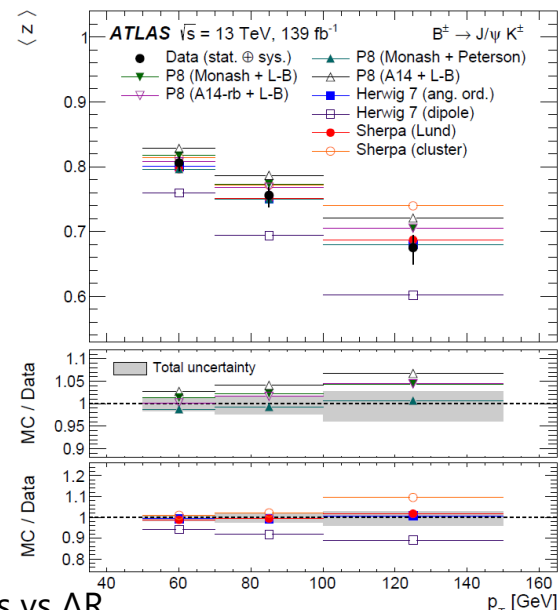 ATLAS √s = 13 TeV, 139 fb⁻¹ B± → J/ψ K±
Data (stat. ⊕ sys.) P8 (Monash + Peterson)
P8 (Monash + L-B) P8 (A14 + L-B)
P8 (A14-rb + L-B) Herwig 7 (ang. ord.)
Herwig 7 (dipole)
Sherpa (Lund)
Sherpa (cluster)
⟨z⟩
1
0.9
0.8
0.7
0.6
Total uncertainty
MC / Data
1.1
1.05
1
0.95
0.9
MC / Data
1.2
1.1
1.0
0.9
0.8
40 60 80 100 120 140 160
p_T [GeV]
s vs ΔR